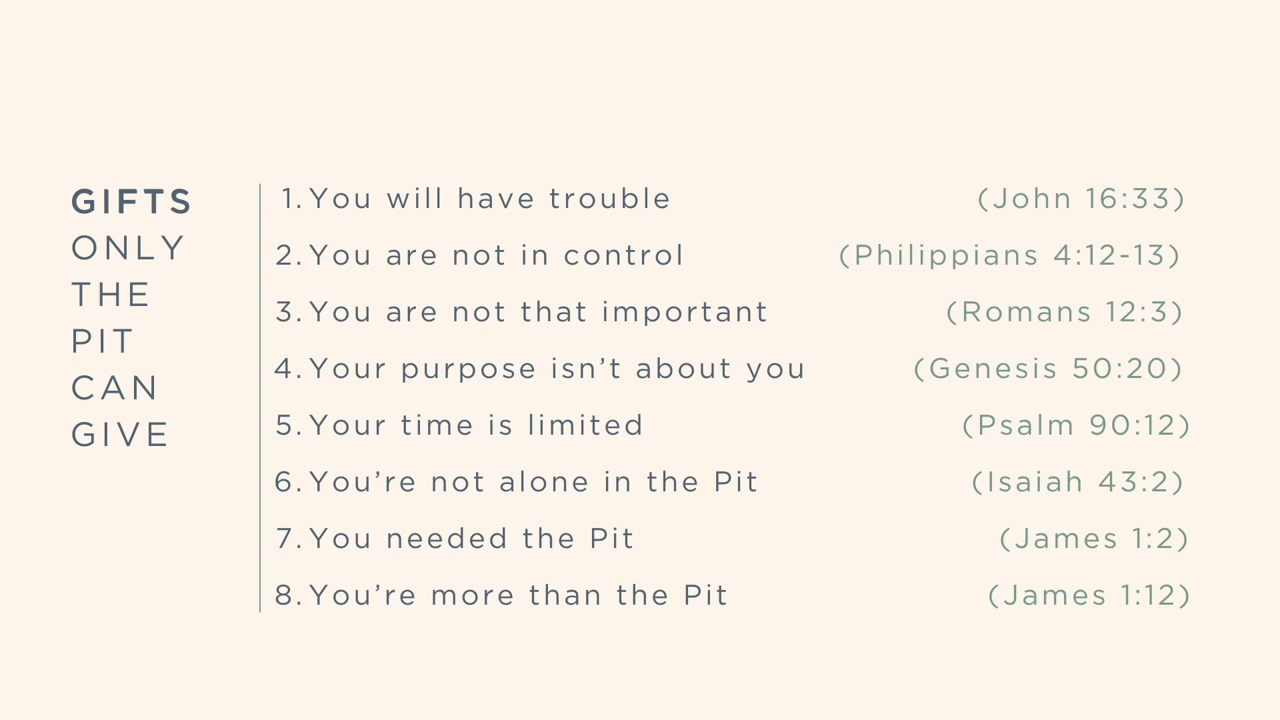 GIFTS
ONLY
THE
PIT
CAN
GIVE
1. You will have trouble (John 16:33)
2. You are not in control (Philippians 4:12-13)
3. You are not that important (Romans 12:3)
4. Your purpose isn’t about you (Genesis 50:20)
5. Your time is limited (Psalm 90:12)
6. You’re not alone in the Pit (Isaiah 43:2)
7. You needed the Pit (James 1:2)
8. You’re more than the Pit (James 1:12)